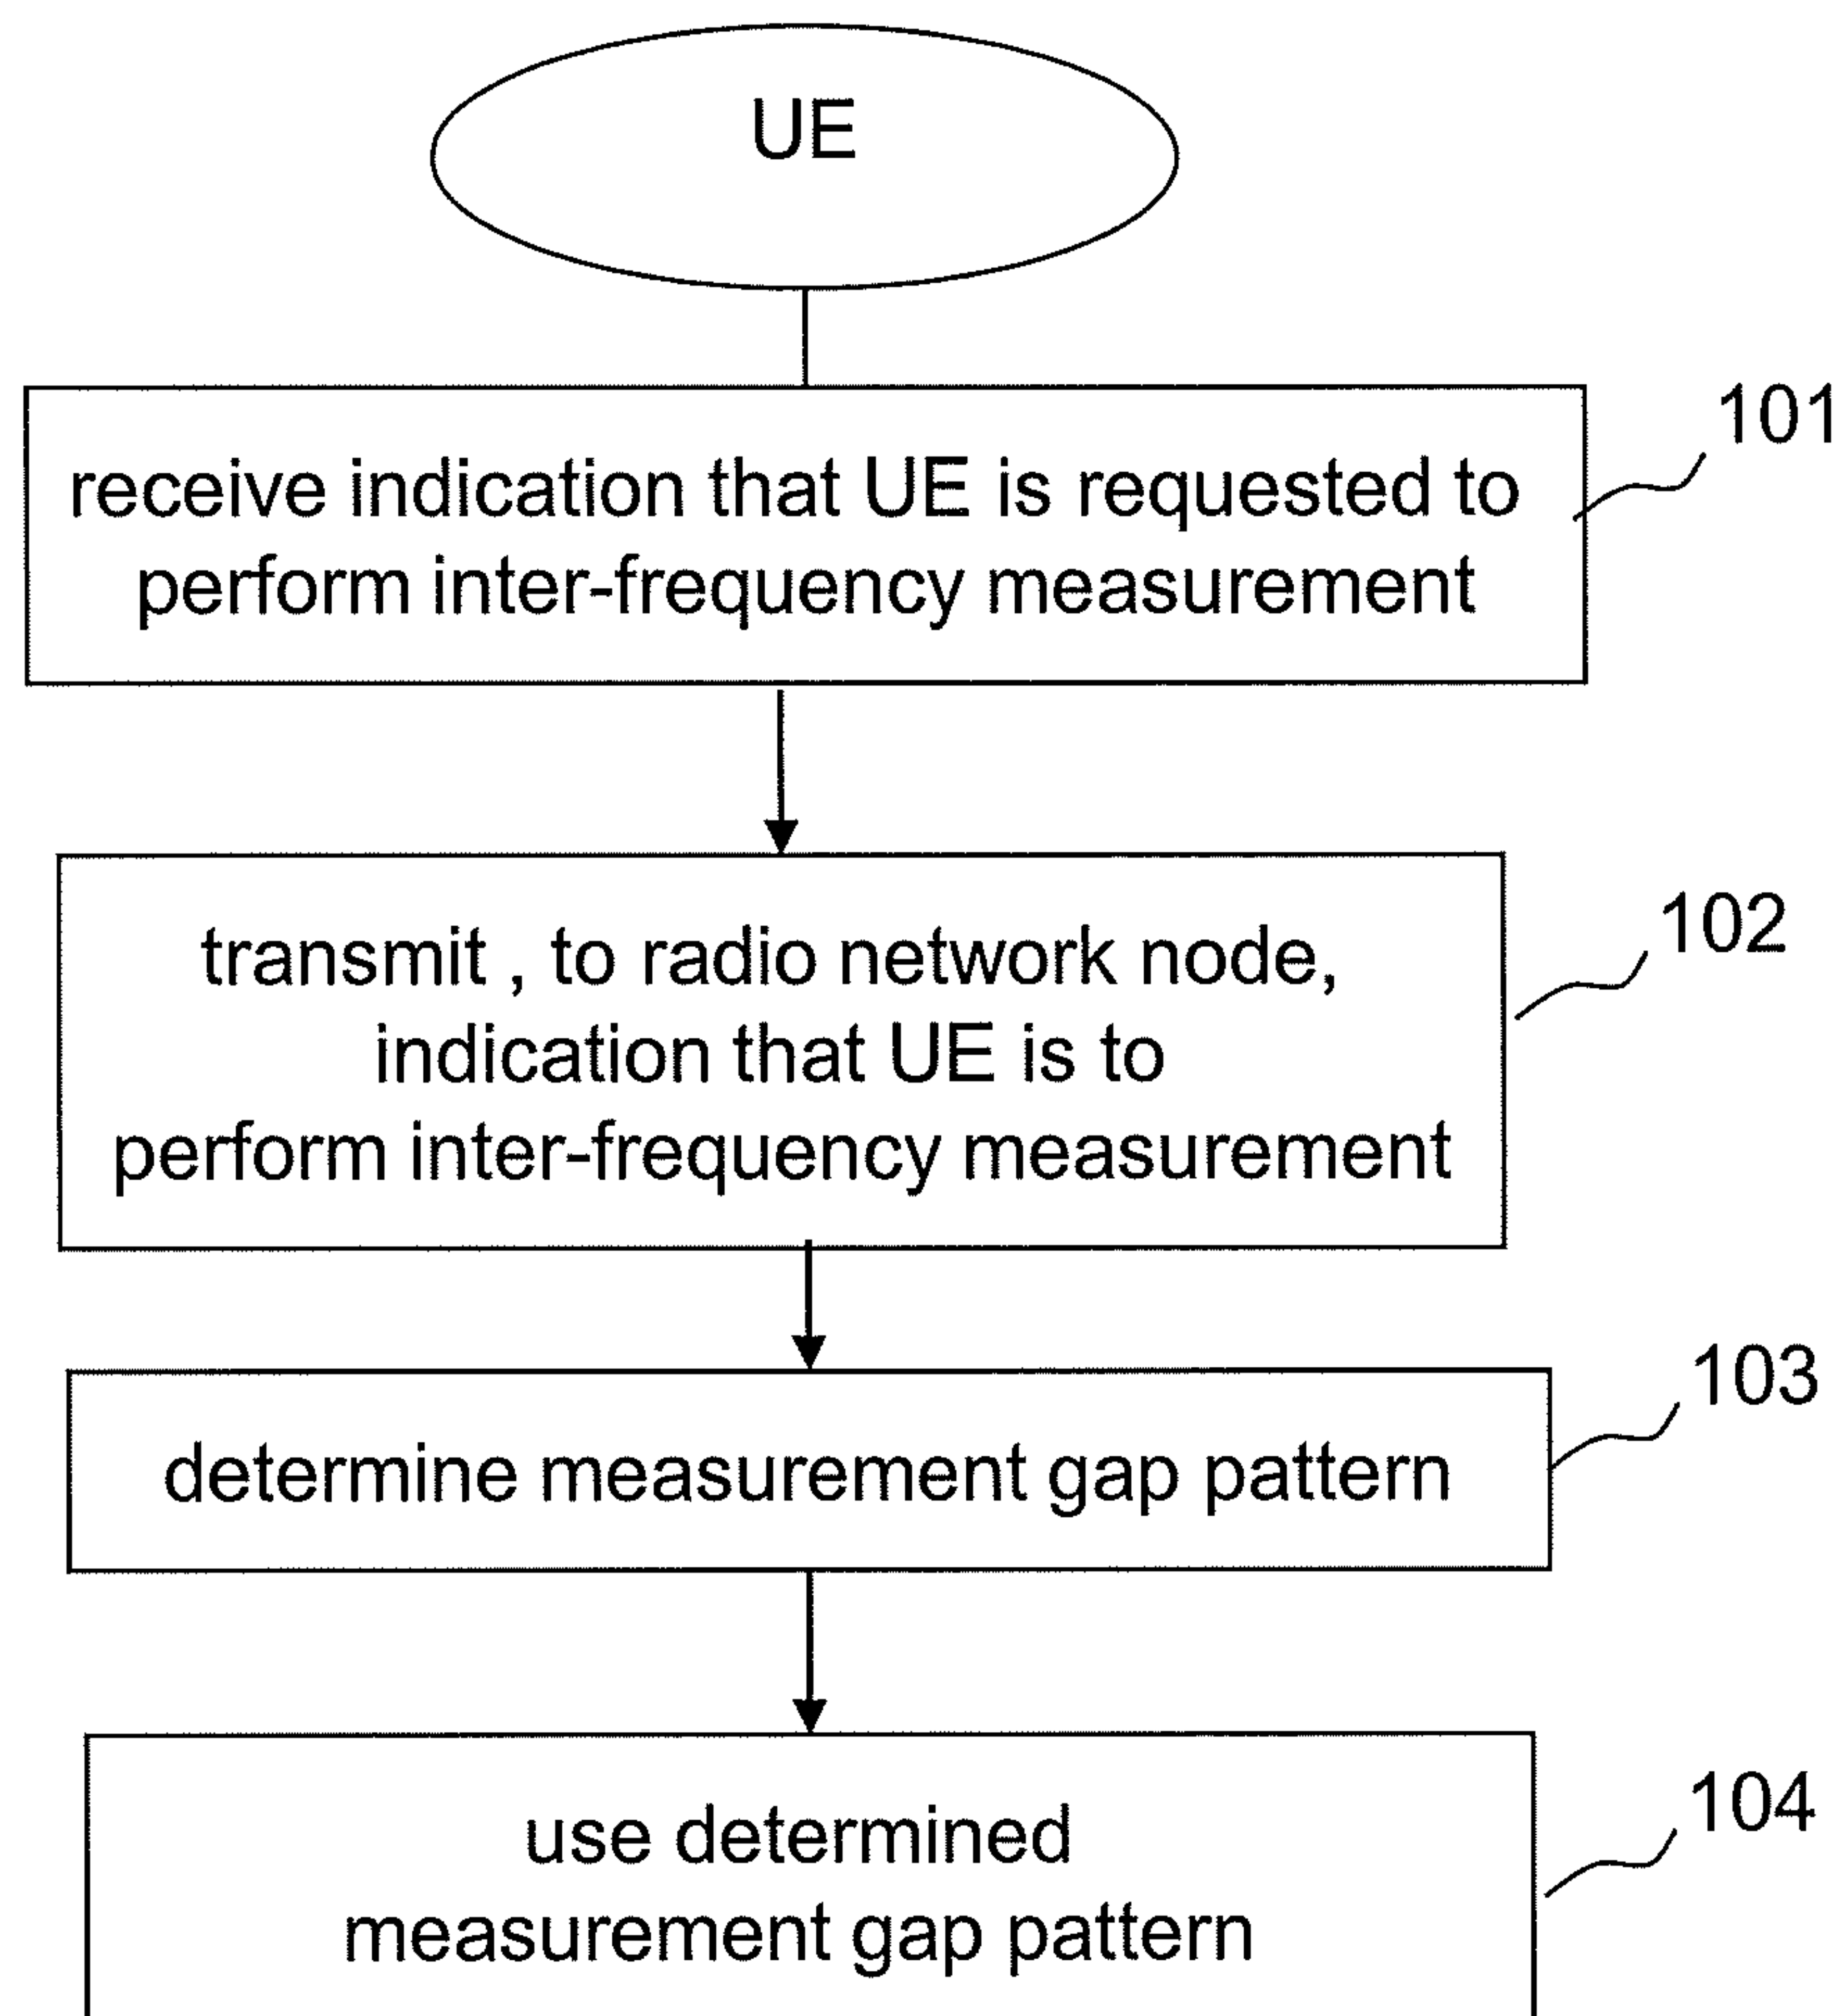 UE
101
receive indication that UE is requested to
perform inter-frequency measurement
102
transmit , to radio network node,
indication that UE is to
perform inter-frequency measurement
103
determine measurement gap pattern
104
use determined
measurement gap pattern